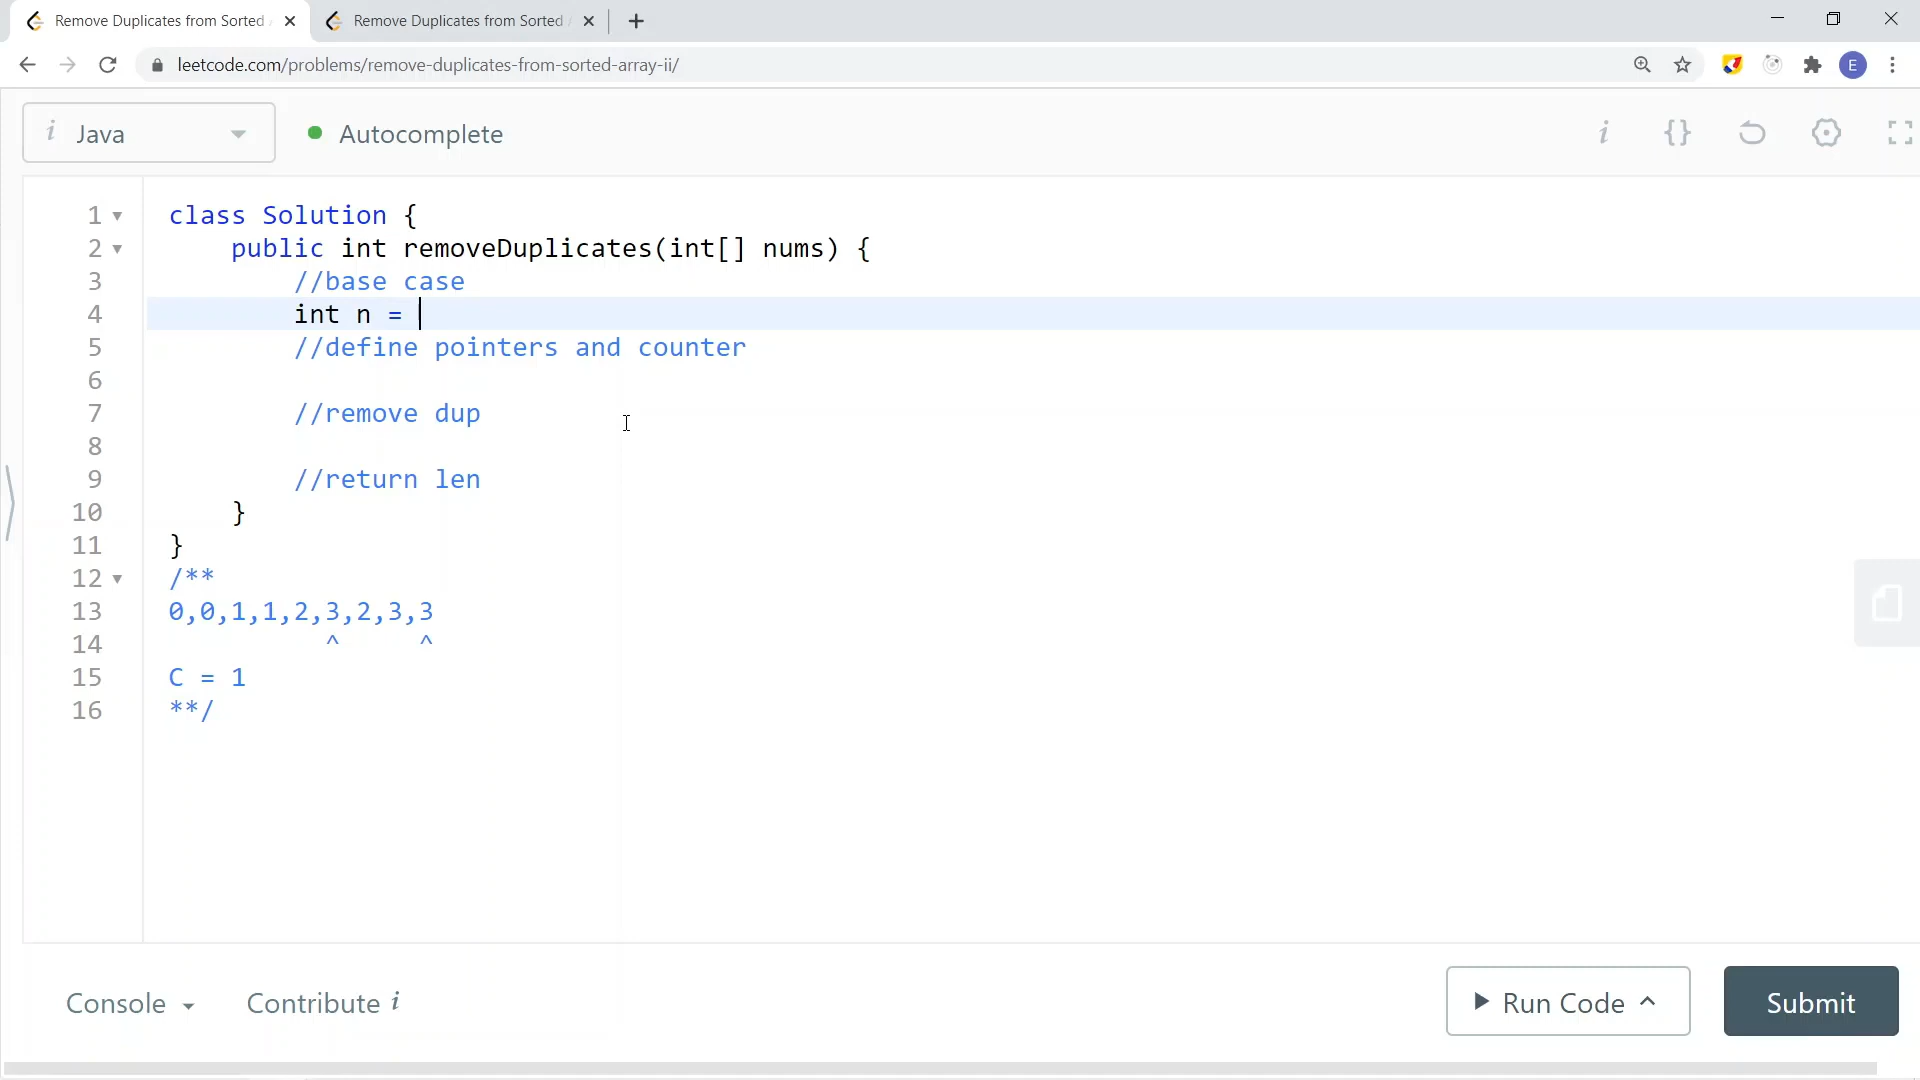 Remove Duplicates from Sorted
Remove Duplicates from Sorted
leetcode.com/problems/remove-duplicates-from-sorted-array-ii/
E
i Java
Autocomplete
i {}
1 class Solution {
2 public int removeDuplicates(int[] nums) {
3 //base case
4 int n =
5 //define pointers and counter
6
7 //remove dup
8
9 //return len
10 }
11 }
12 /**
13 0,0,1,1,2,3,2,3,3
14 ^ ^
15 C = 1
16 **/
Console
Contribute i
Run Code
Submit